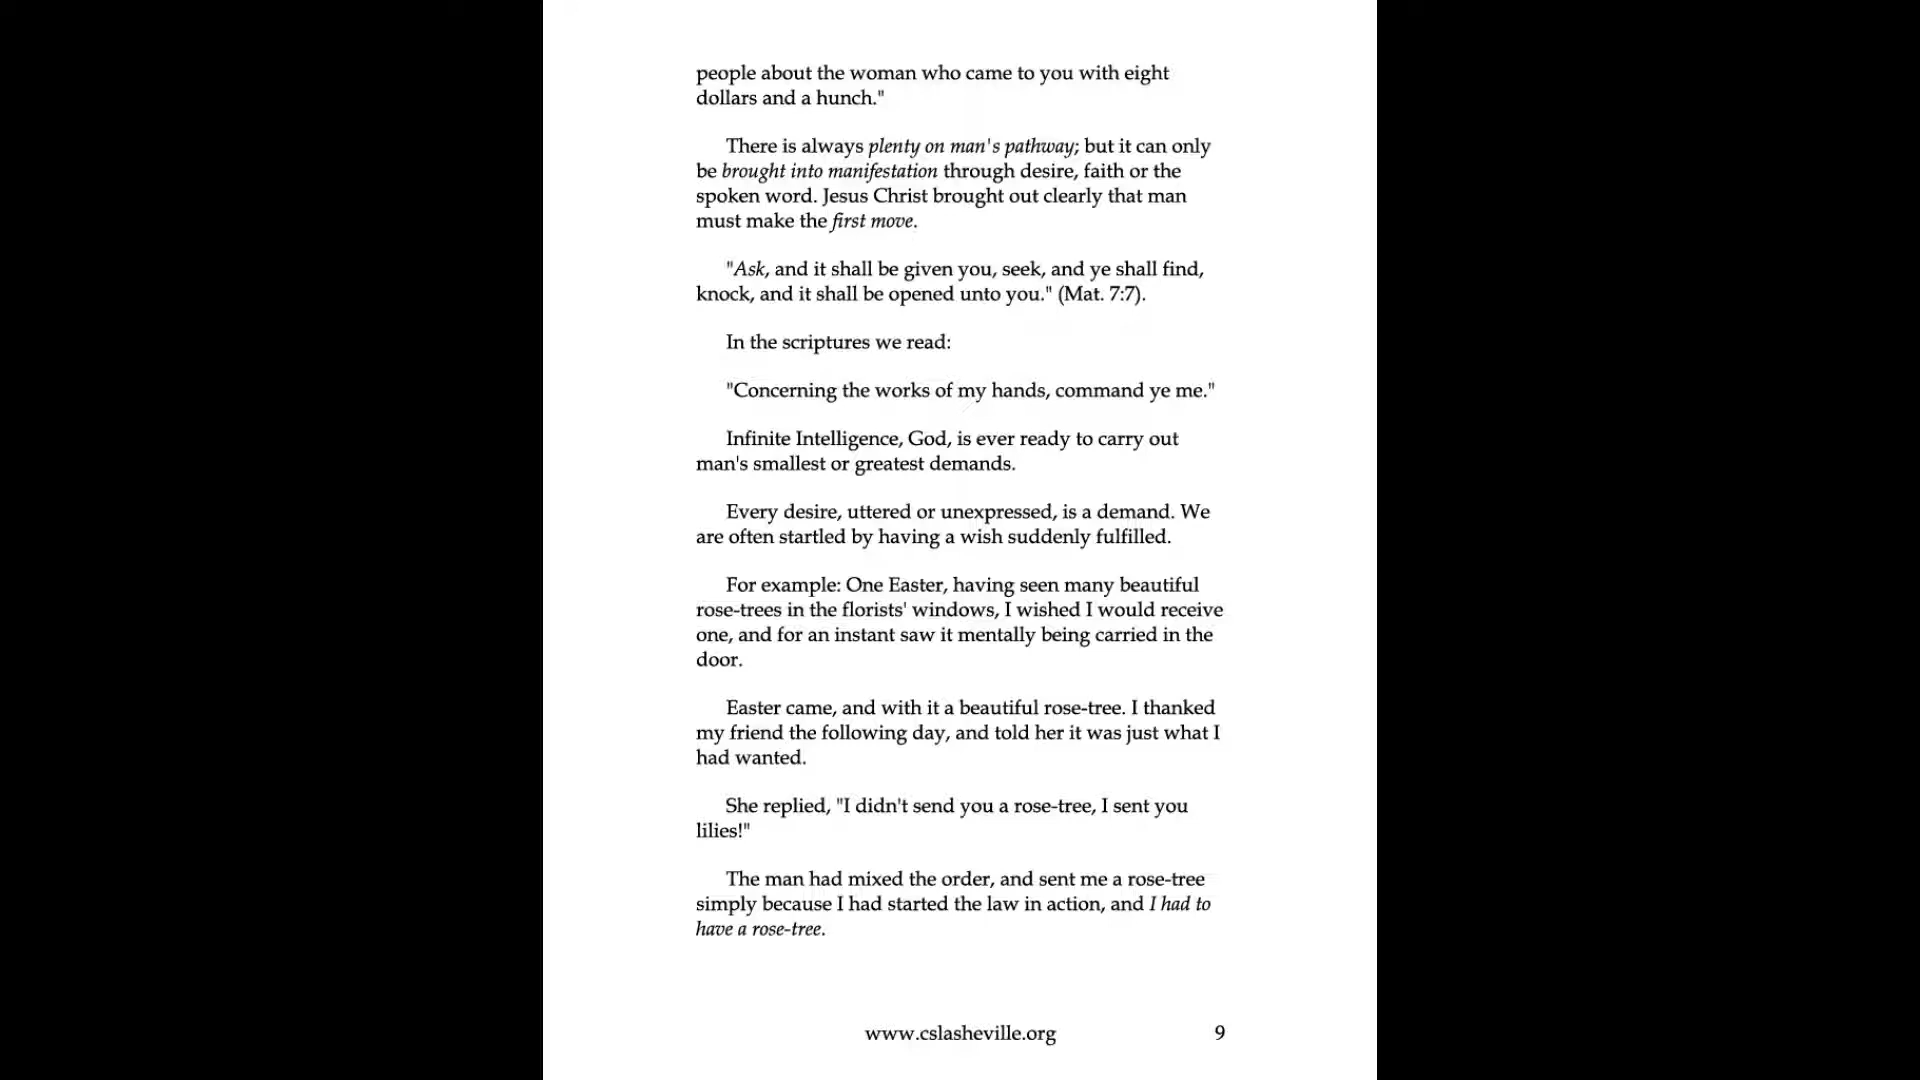 people about the woman who came to you with eight
dollars and a hunch."
There is always plenty on man's pathway; but it can only
be brought into manifestation through desire, faith or the
spoken word. Jesus Christ brought out clearly that man
must make the first move.
"Ask, and it shall be given you, seek, and ye shall find,
knock, and it shall be opened unto you." (Mat. 7:7).
In the scriptures we read:
"Concerning the works of my hands, command ye me."
Infinite Intelligence, God, is ever ready to carry out
man's smallest or greatest demands.
Every desire, uttered or unexpressed, is a demand. We
are often startled by having a wish suddenly fulfilled.
For example: One Easter, having seen many beautiful
rose-trees in the florists' windows, I wished I would receive
one, and for an instant saw it mentally being carried in the
door.
Easter came, and with it a beautiful rose-tree. I thanked
my friend the following day, and told her it was just what I
had wanted.
She replied, "I didn't send you a rose-tree, I sent you
lilies!"
The man had mixed the order, and sent me a rose-tree
simply because I had started the law in action, and I had to
have a rose-tree.
www.cslasheville.org 9